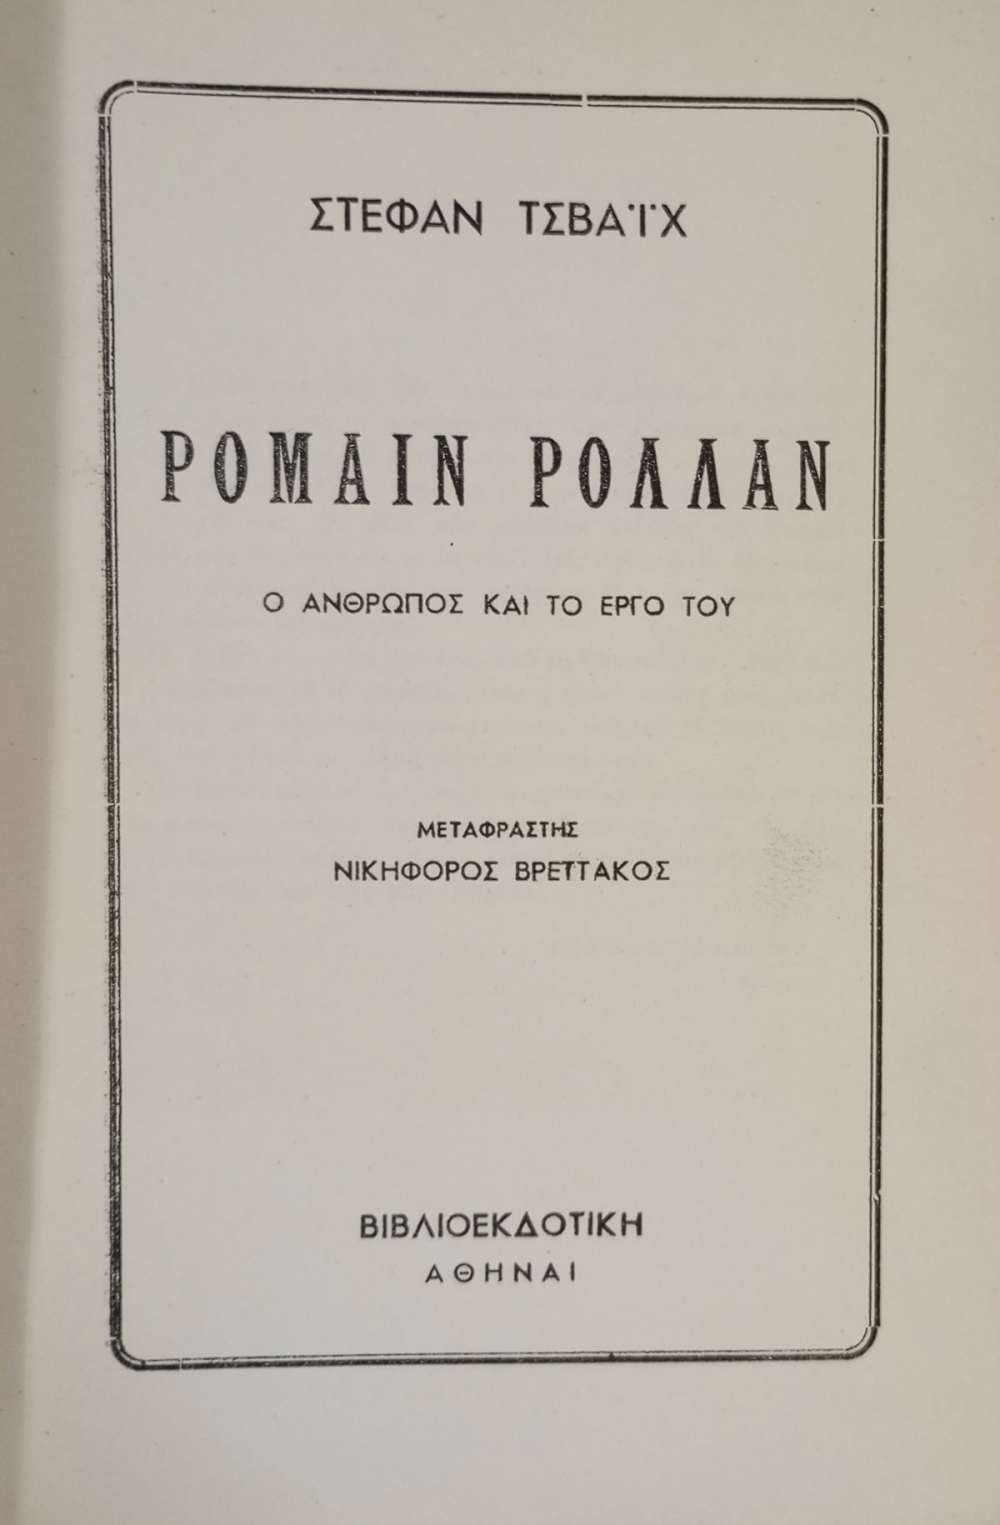 ΣΤΕΦΑΝ ΤΣΒΑΪΧ
ΡΟΜΑΙΝ ΡΟΛΛΑΝ
Ο ΑΝΘΡΩΠΟΣ ΚΑΙ ΤΟ ΕΡΓΟ ΤΟΥ
ΜΕΤΑΦΡΑΣΤΗΣ
ΝΙΚΗΦΟΡΟΣ ΒΡΕΤΤΑΚΟΣ
ΒΙΒΛΙΟΕΚΔΟΤΙΚΗ
ΑΘΗΝΑΙ